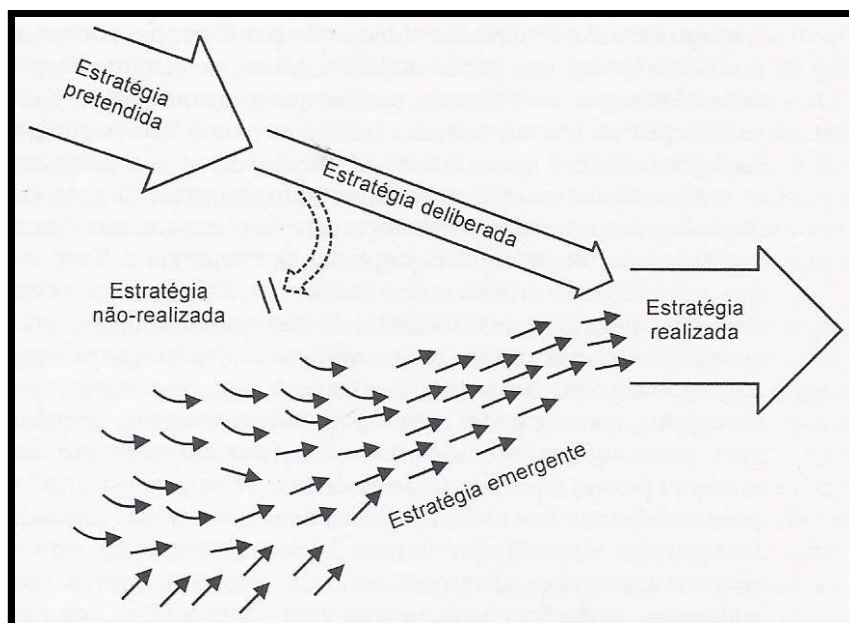 Estratégia
pretendida
Estratégia deliberada
Estratégia
não-realizada
Estratégia
realizada
Estratégia emergente